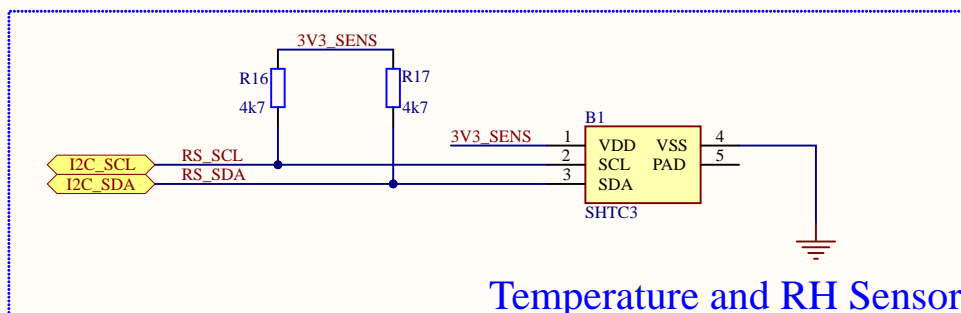 3V3_SENS
R16
R17
4k7
4k7
B1
3V3_SENS
1
VDD
VSS
4
I2C_SCL
RS_SCL
2
SCL
PAD
5
I2C_SDA
RS_SDA
3
SDA
SHTC3
Temperature and RH Sensor